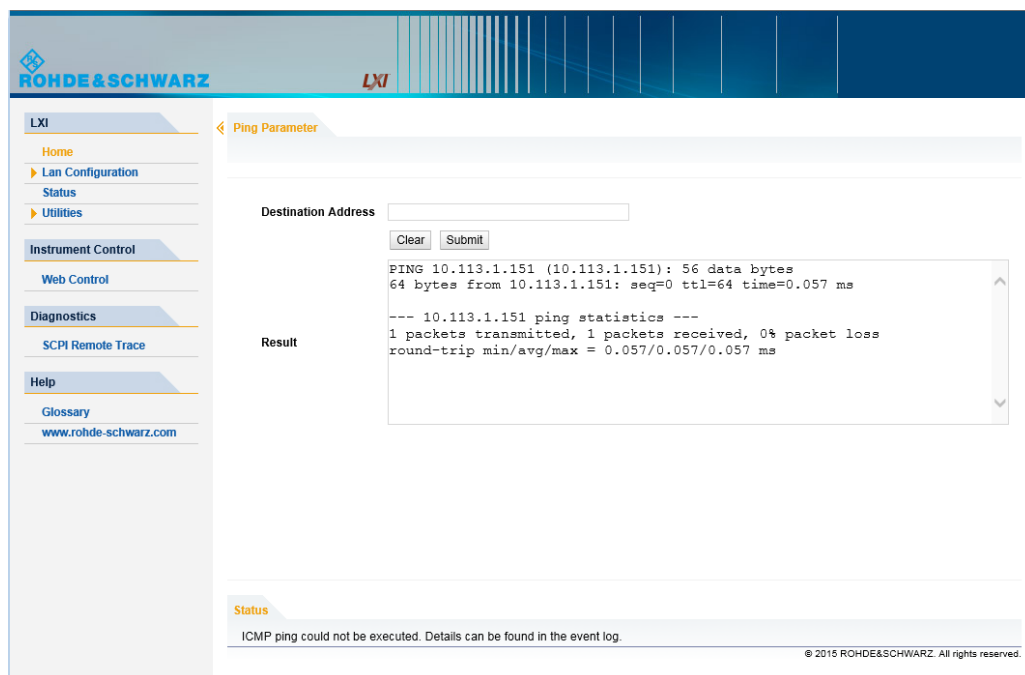 ROHDE&SCHWARZ
LXI
LXI
Home
Lan Configuration
Status
Utilities
Instrument Control
Web Control
Diagnostics
SCPI Remote Trace
Help
Glossary
www.rohde-schwarz.com
Ping Parameter
Destination Address
Clear Submit
Result
PING 10.113.1.151 (10.113.1.151): 56 data bytes
64 bytes from 10.113.1.151: seq=0 ttl=64 time=0.057 ms
--- 10.113.1.151 ping statistics ---
1 packets transmitted, 1 packets received, 0% packet loss
round-trip min/avg/max = 0.057/0.057/0.057 ms
Status
ICMP ping could not be executed. Details can be found in the event log.
© 2015 ROHDE&SCHWARZ. All rights reserved.